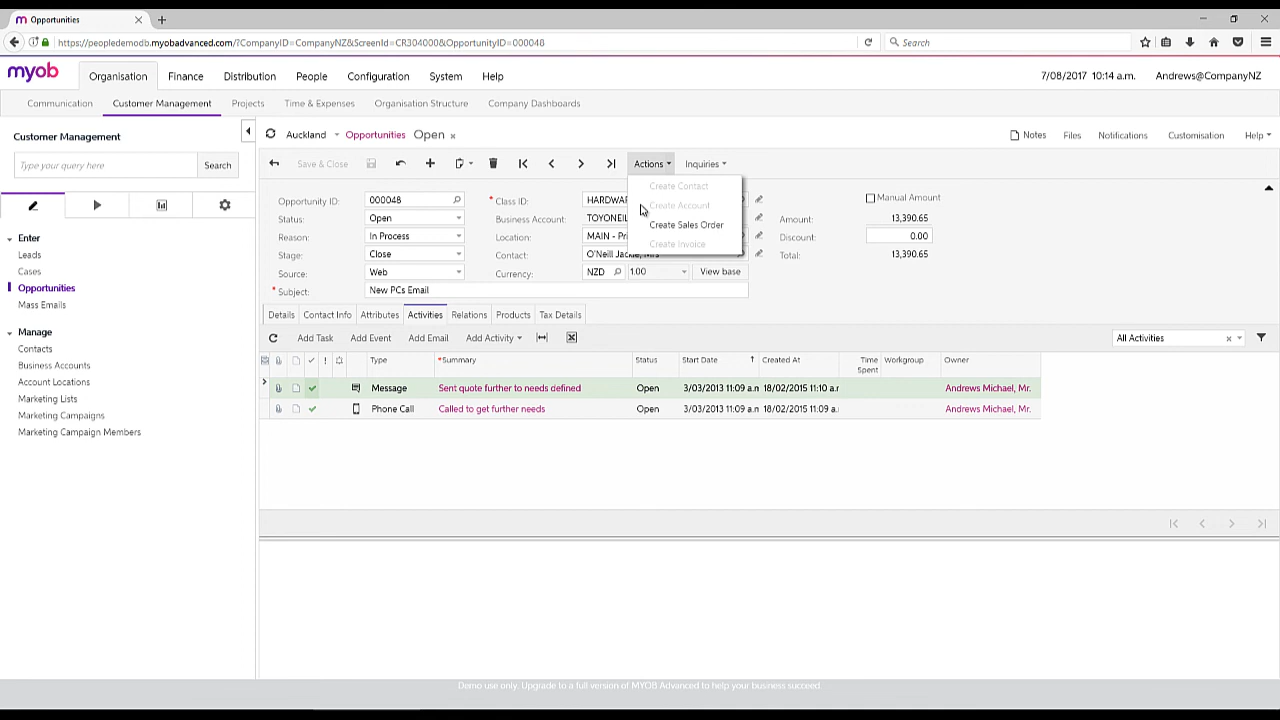 Opportunities
https://peopledemodb.myobadvanced.com/?CompanyID=CompanyNZ&ScreenId=CR304000&OpportunityID=000048
Search
myob
Organisation Finance Distribution People Configuration System Help
7/08/2017 10:14 a.m. Andrews@CompanyNZ
Communication Customer Management Projects Time & Expenses Organisation Structure Company Dashboards
Customer Management
Type your query here Search
Enter
Leads
Cases
Opportunities
Mass Emails
Manage
Contacts
Business Accounts
Account Locations
Marketing Lists
Marketing Campaigns
Marketing Campaign Members
Auckland Opportunities Open
Notes Files Notifications Customisation Help
Save & Close Actions Inquiries
Create Contact
Create Account
Create Sales Order
Create Invoice
Opportunity ID: 000048 * Class ID: Manual Amount
Status: Open Business Account: Amount: 13,390.65
Reason: In Process Location: MAIN - Discount: 0.00
Stage: Close Contact: O'Neill Jackie, Mrs Total: 13,390.65
Source: Web Currency: NZD 1.00 View base
* Subject: New PCs Email
Details Contact Info Attributes Activities Relations Products Tax Details
Add Task Add Event Add Email Add Activity All Activities
Type *Summary Status Start Date Created At Time Spent Workgroup Owner
Message Sent quote further to needs defined Open 3/03/2013 11:09 a.m 18/02/2015 11:10 a.m Andrews Michael, Mr.
Phone Call Called to get further needs Open 3/03/2013 11:09 a.m 18/02/2015 11:09 a. Andrews Michael, Mr.
Demo use only. Upgrade to a full version of MYOB Advanced to help your business succeed.